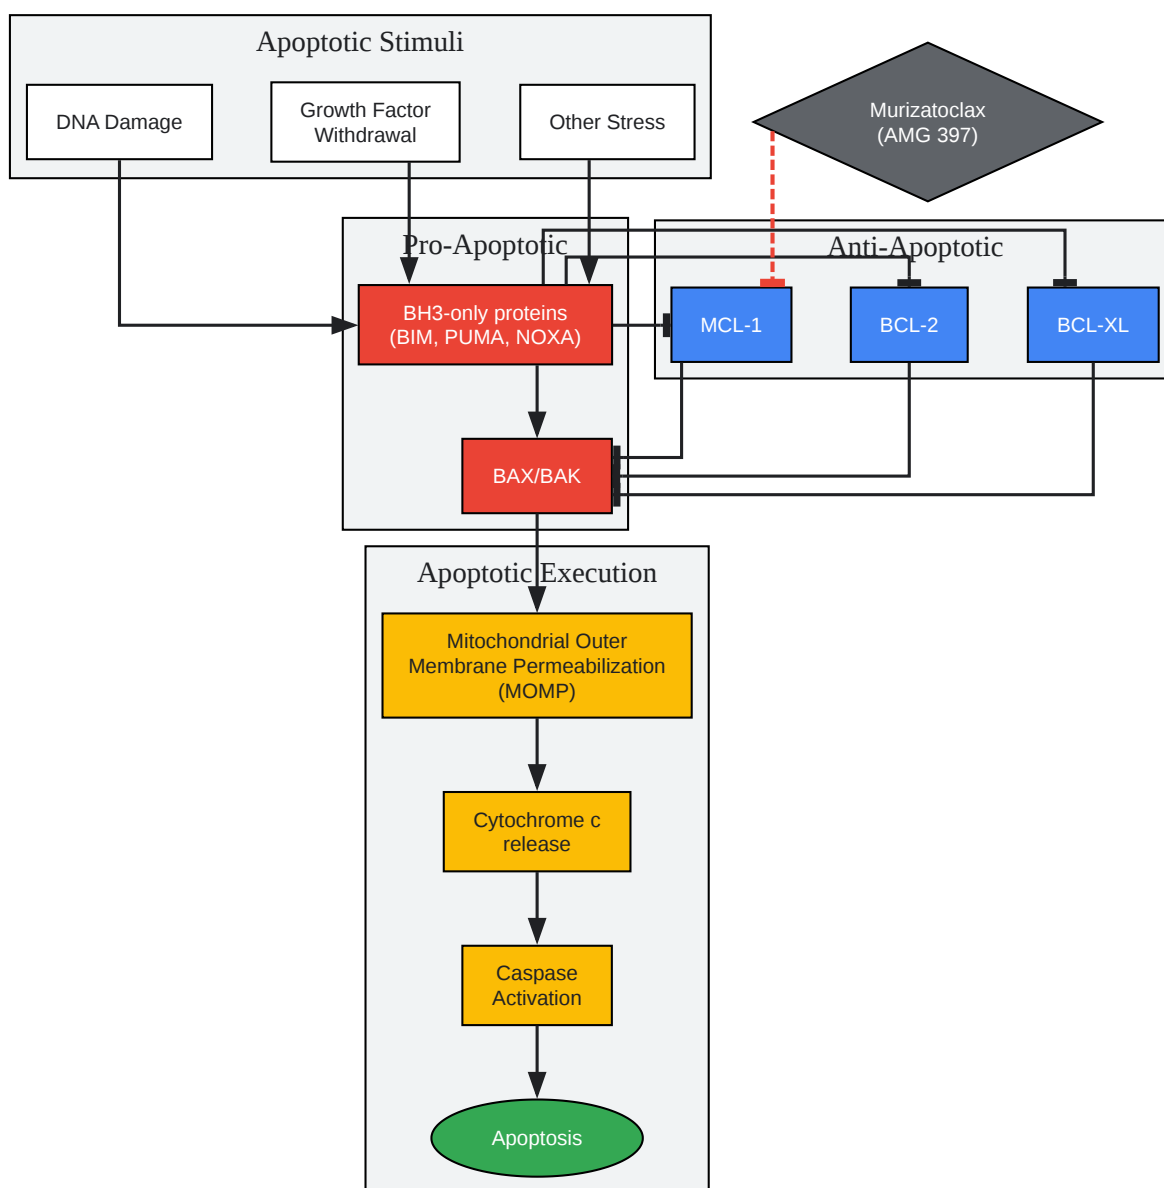 Apoptotic Stimuli
DNA Damage
Growth Factor
Withdrawal
Other Stress
Murizatoclax
(AMG 397)
Pro-Apoptotic
Anti-Apoptotic
BH3-only proteins
(BIM, PUMA, NOXA)
MCL-1
BCL-2
BCL-XL
BAX/BAK
Apoptotic Execution
Mitochondrial Outer
Membrane Permeabilization
(MOMP)
Cytochrome c
release
Caspase
Activation
Apoptosis